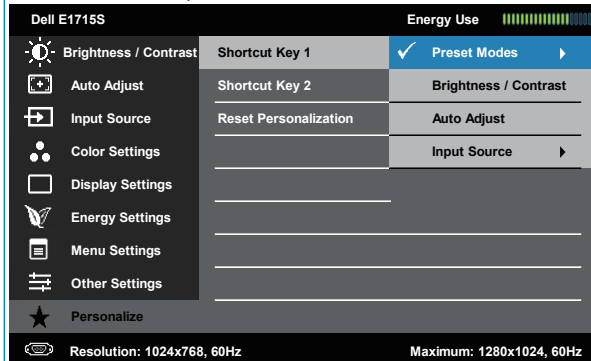 Dell E1715S Energy Use
Brightness / Contrast Shortcut Key 1 Preset Modes
Auto Adjust Shortcut Key 2 Brightness / Contrast
Input Source Reset Personalization Auto Adjust
Color Settings Input Source
Display Settings
Energy Settings
Menu Settings
Other Settings
Personalize
Resolution: 1024x768, 60Hz Maximum: 1280x1024, 60Hz